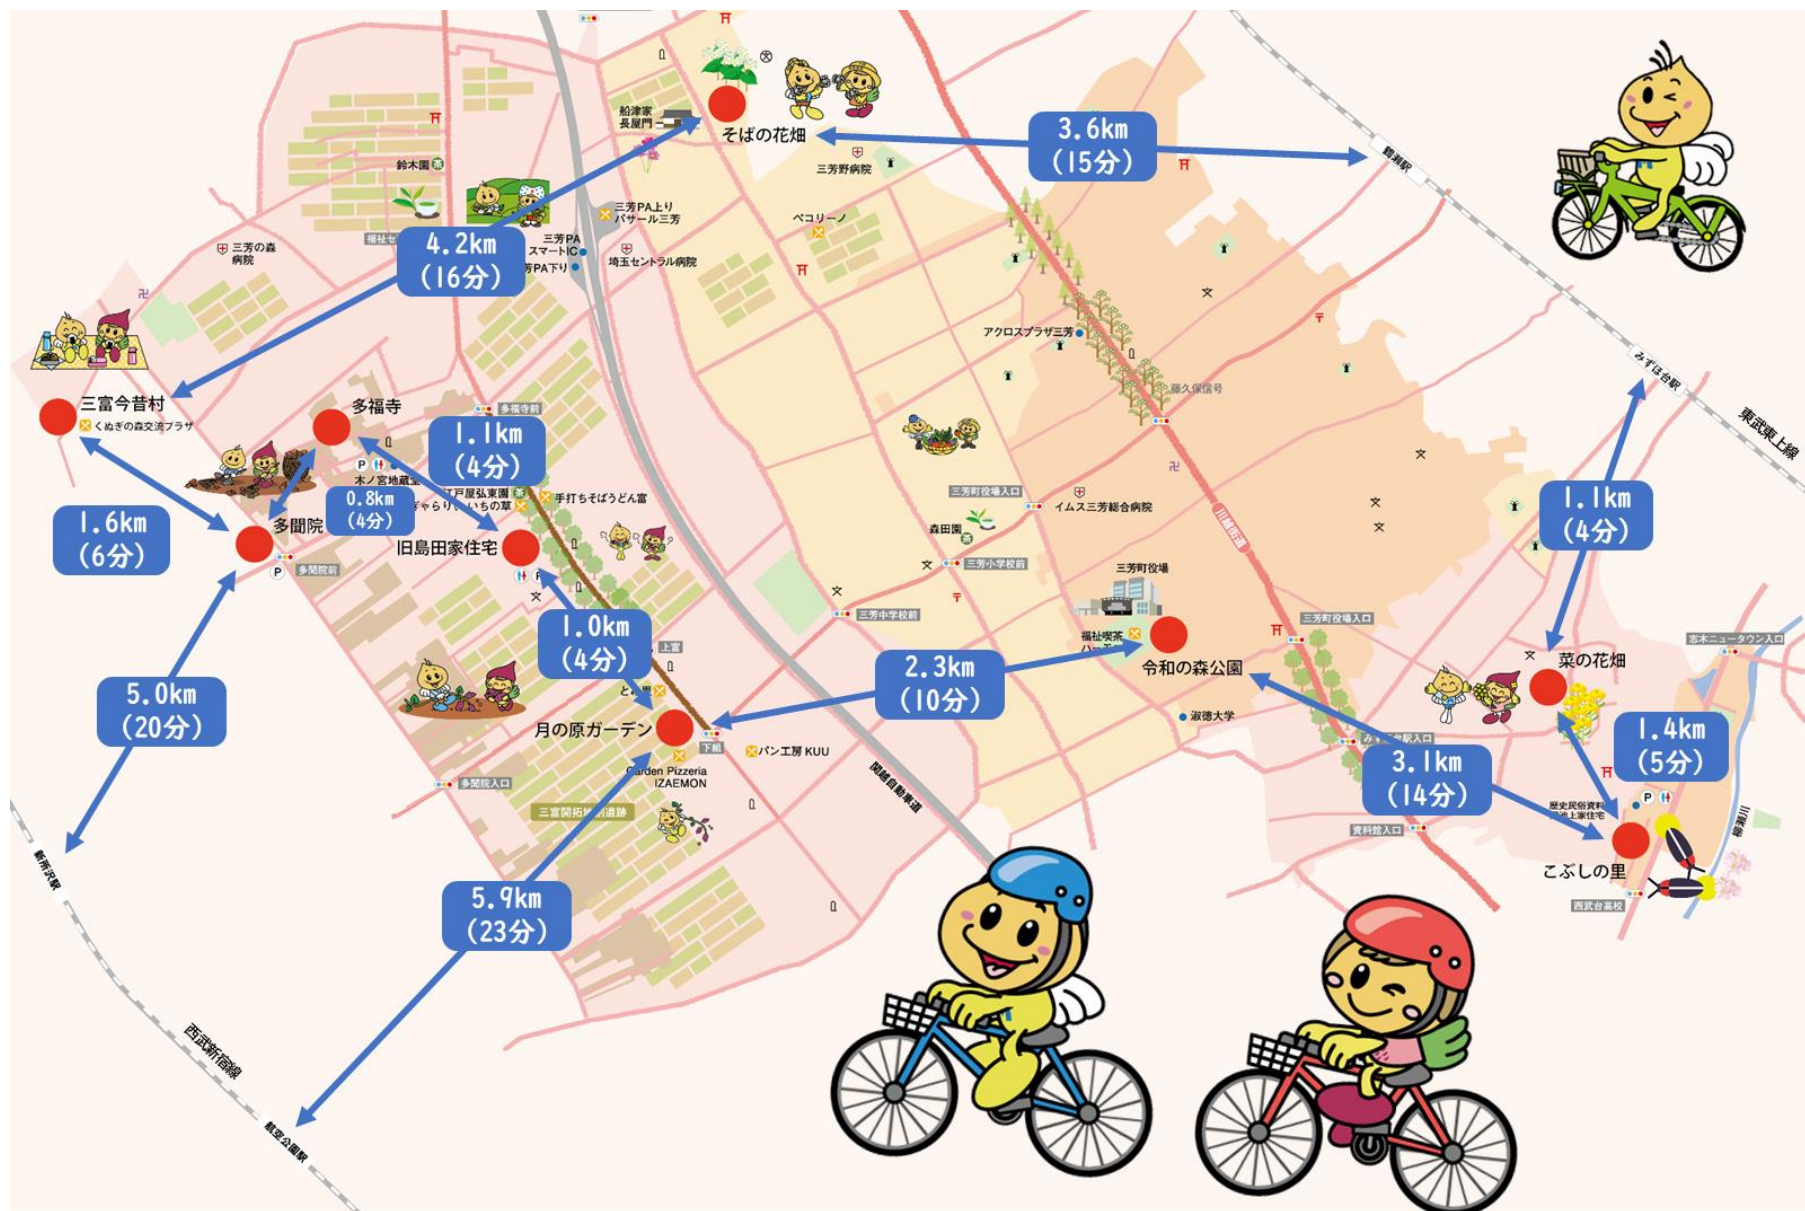 船津家
長屋門
そばの花畑
3.6km
(15分)
鶴瀬駅
三芳野病院
鈴木園
茶
三芳PA上り
パサール三芳
ペコリーノ
三芳の森
病院
4.2km
(16分)
三芳PA
スマートIC
芳PA下り
埼玉セントラル病院
アクロスプラザ三芳
藤久保信号
みずほ台駅
東武東上線
三富今昔村
くぬぎの森交流プラザ
多福寺
多福寺前
1.1km
(4分)
P
木ノ宮地蔵堂
0.8km
(4分)
手打ちそばうどん富
1.6km
(6分)
多聞院
多聞院前
P
旧島田家住宅
三芳町役場入口
イムス三芳総合病院
森田園
茶
三芳小学校前
川越街道
1.1km
(4分)
三芳中学校前
三芳町役場
三芳町役場入口
福祉喫茶
令和の森公園
志木ニュータウン入口
菜の花畑
1.0km
(4分)
上富
2.3km
(10分)
5.0km
(20分)
月の原ガーデン
下組
パン工房 KUU
Garden Pizzeria
IZAEMON
淑徳大学
3.1km
(14分)
1.4km
(5分)
多聞院入口
関越自動車道
歴史民俗資料
P
柳瀬川
資料館入口
こぶしの里
西武台高校
新所沢駅
5.9km
(23分)
西武新宿線
航空公園駅